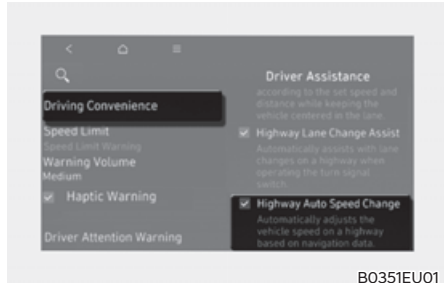 Driving Convenience
Speed Limit
Speed Limit Warning
Warning Volume
Medium
Haptic Warning
Driver Attention Warning
Driver Assistance
according to the set speed and
distance while keeping the
vehicle centered in the lane.
Highway Lane Change Assist
Automatically assists with lane
changes on a highway when
operating the turn signal
switch.
Highway Auto Speed Change
Automatically adjusts the
vehicle speed on a highway
based on navigation data.
B0351EU01